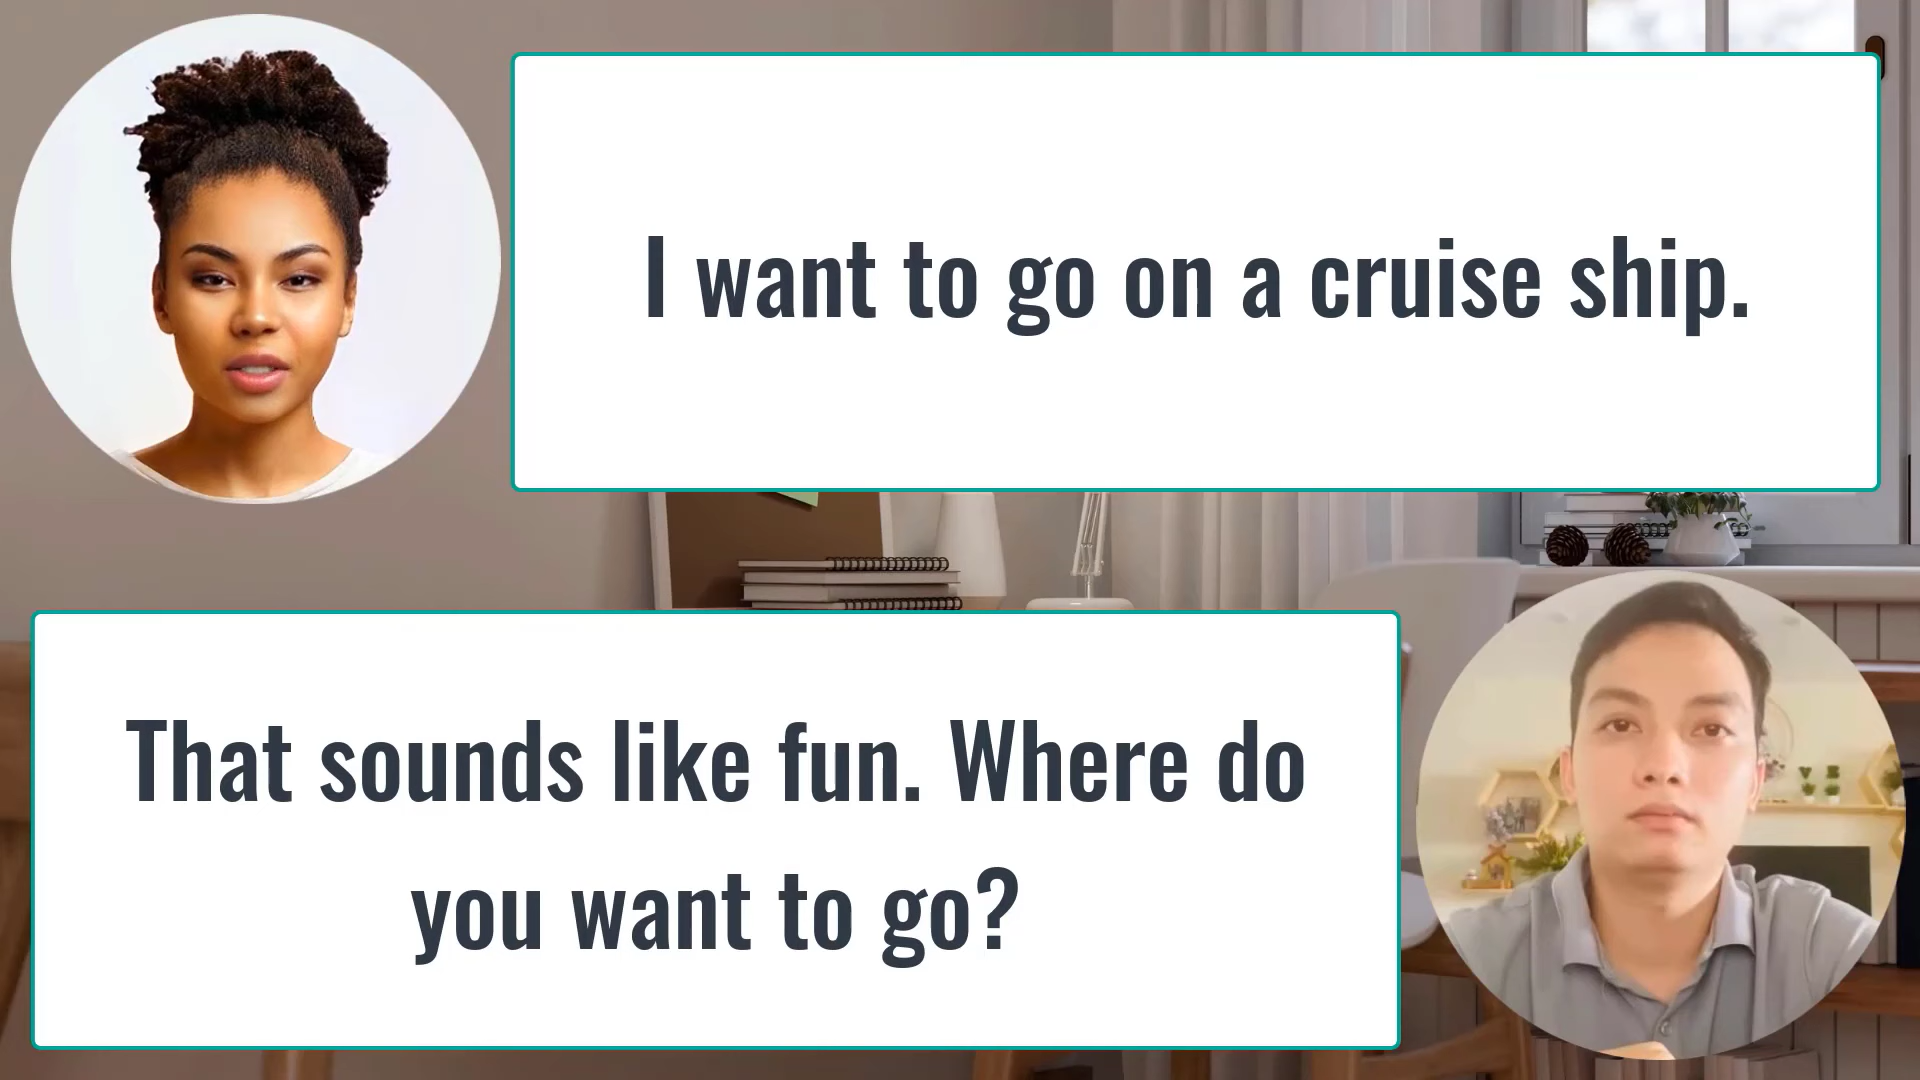 I want to go on a cruise ship.
That sounds like fun. Where do
you want to go?